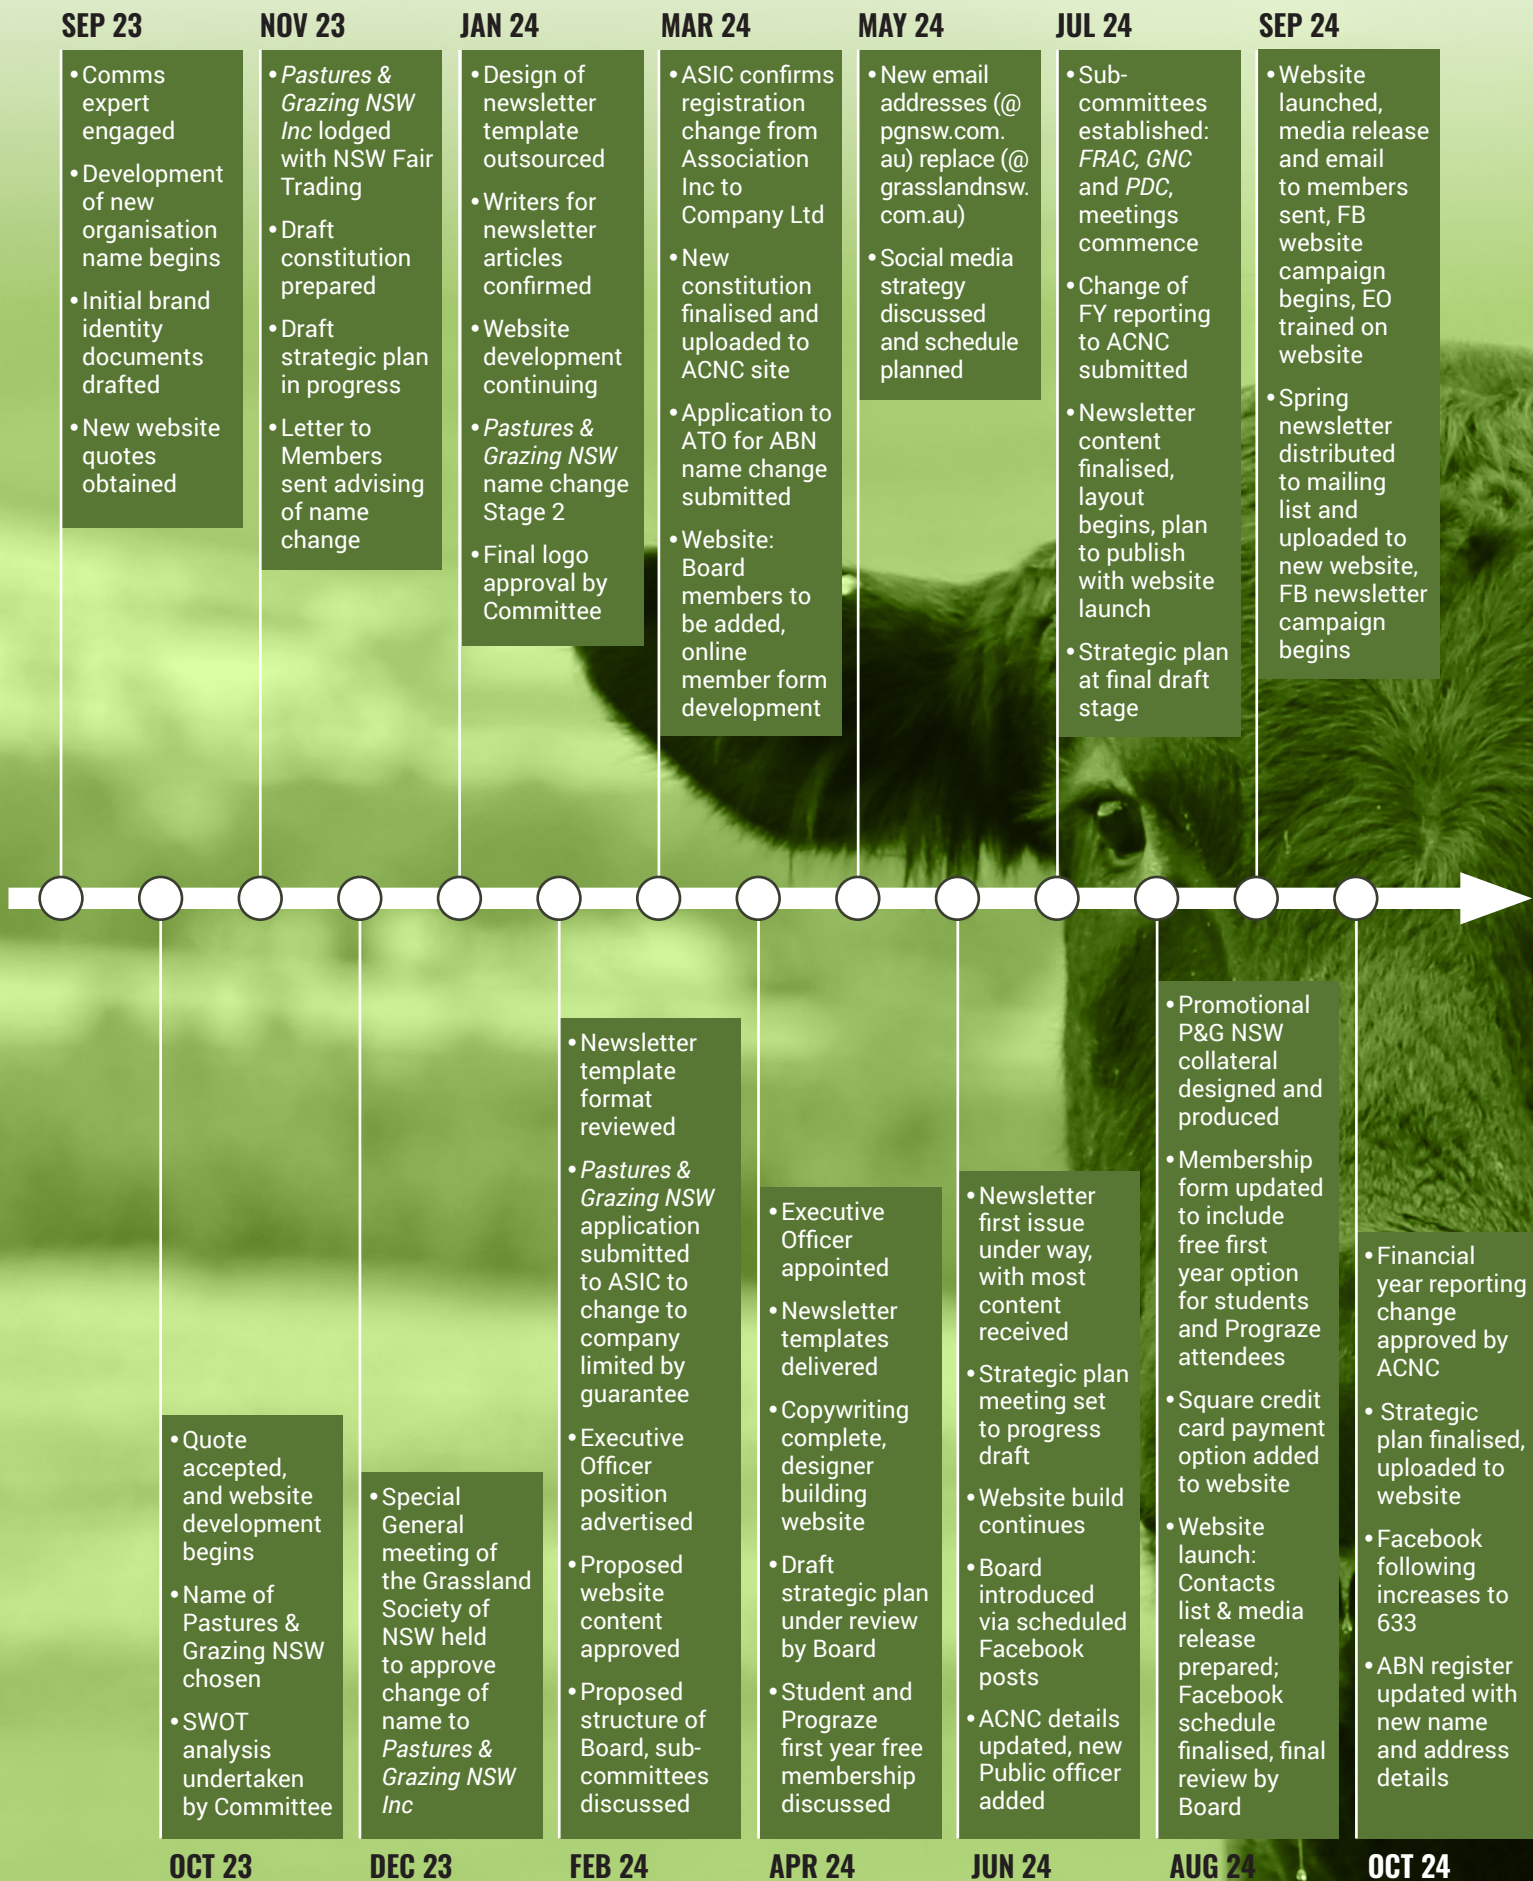 SEP 23
• Comms
expert
engaged
• Development
of new
organisation
name begins
• Initial brand
identity
documents
drafted
• New website
quotes
obtained
NOV 23
• Pastures &
Grazing NSW
Inc lodged
with NSW Fair
Trading
• Draft
constitution
prepared
• Draft
strategic plan
in progress
• Letter to
Members
sent advising
of name
change
JAN 24
• Design of
newsletter
template
outsourced
• Writers for
newsletter
articles
confirmed
• Website
development
continuing
• Pastures &
Grazing NSW
name change
Stage 2
• Final logo
approval by
Committee
MAR 24
• ASIC confirms
registration
change from
Association
Inc to
Company Ltd
• New
constitution
finalised and
uploaded to
ACNC site
• Application to
ATO for ABN
name change
submitted
• Website:
Board
members to
be added,
online
member form
development
MAY 24
• New email
addresses (@
pgnsw.com.
au) replace (@
grasslandnsw.
com.au)
• Social media
strategy
discussed
and schedule
planned
JUL 24
• Sub-
committees
established:
FRAC, GNC
and PDC,
meetings
commence
• Change of
FY reporting
to ACNC
submitted
• Newsletter
content
finalised,
layout
begins, plan
to publish
with website
launch
• Strategic plan
at final draft
stage
SEP 24
• Website
launched,
media release
and email
to members
sent, FB
website
campaign
begins, EO
trained on
website
• Spring
newsletter
distributed
to mailing
list and
uploaded to
new website,
FB newsletter
campaign
begins
• Quote
accepted,
and website
development
begins
• Name of
Pastures &
Grazing NSW
chosen
• SWOT
analysis
undertaken
by Committee
OCT 23
• Special
General
meeting of
the Grassland
Society of
NSW held
to approve
change of
name to
Pastures &
Grazing NSW
Inc
DEC 23
• Newsletter
template
format
reviewed
• Pastures &
Grazing NSW
application
submitted
to ASIC to
change to
company
limited by
guarantee
• Executive
Officer
position
advertised
• Proposed
website
content
approved
• Proposed
structure of
Board, sub-
committees
discussed
FEB 24
• Executive
Officer
appointed
• Newsletter
templates
delivered
• Copywriting
complete,
designer
building
website
• Draft
strategic plan
under review
by Board
• Student and
Prograze
first year free
membership
discussed
APR 24
• Newsletter
first issue
under way,
with most
content
received
• Strategic plan
meeting set
to progress
draft
• Website build
continues
• Board
introduced
via scheduled
Facebook
posts
• ACNC details
updated, new
Public officer
added
JUN 24
• Promotional
P&G NSW
collateral
designed and
produced
• Membership
form updated
to include
free first
year option
for students
and Prograze
attendees
• Square credit
card payment
option added
to website
• Website
launch:
Contacts
list & media
release
prepared;
Facebook
schedule
finalised, final
review by
Board
AUG 24
• Financial
year reporting
change
approved by
ACNC
• Strategic
plan finalised,
uploaded to
website
• Facebook
following
increases to
633
• ABN register
updated with
new name
and address
details
OCT 24